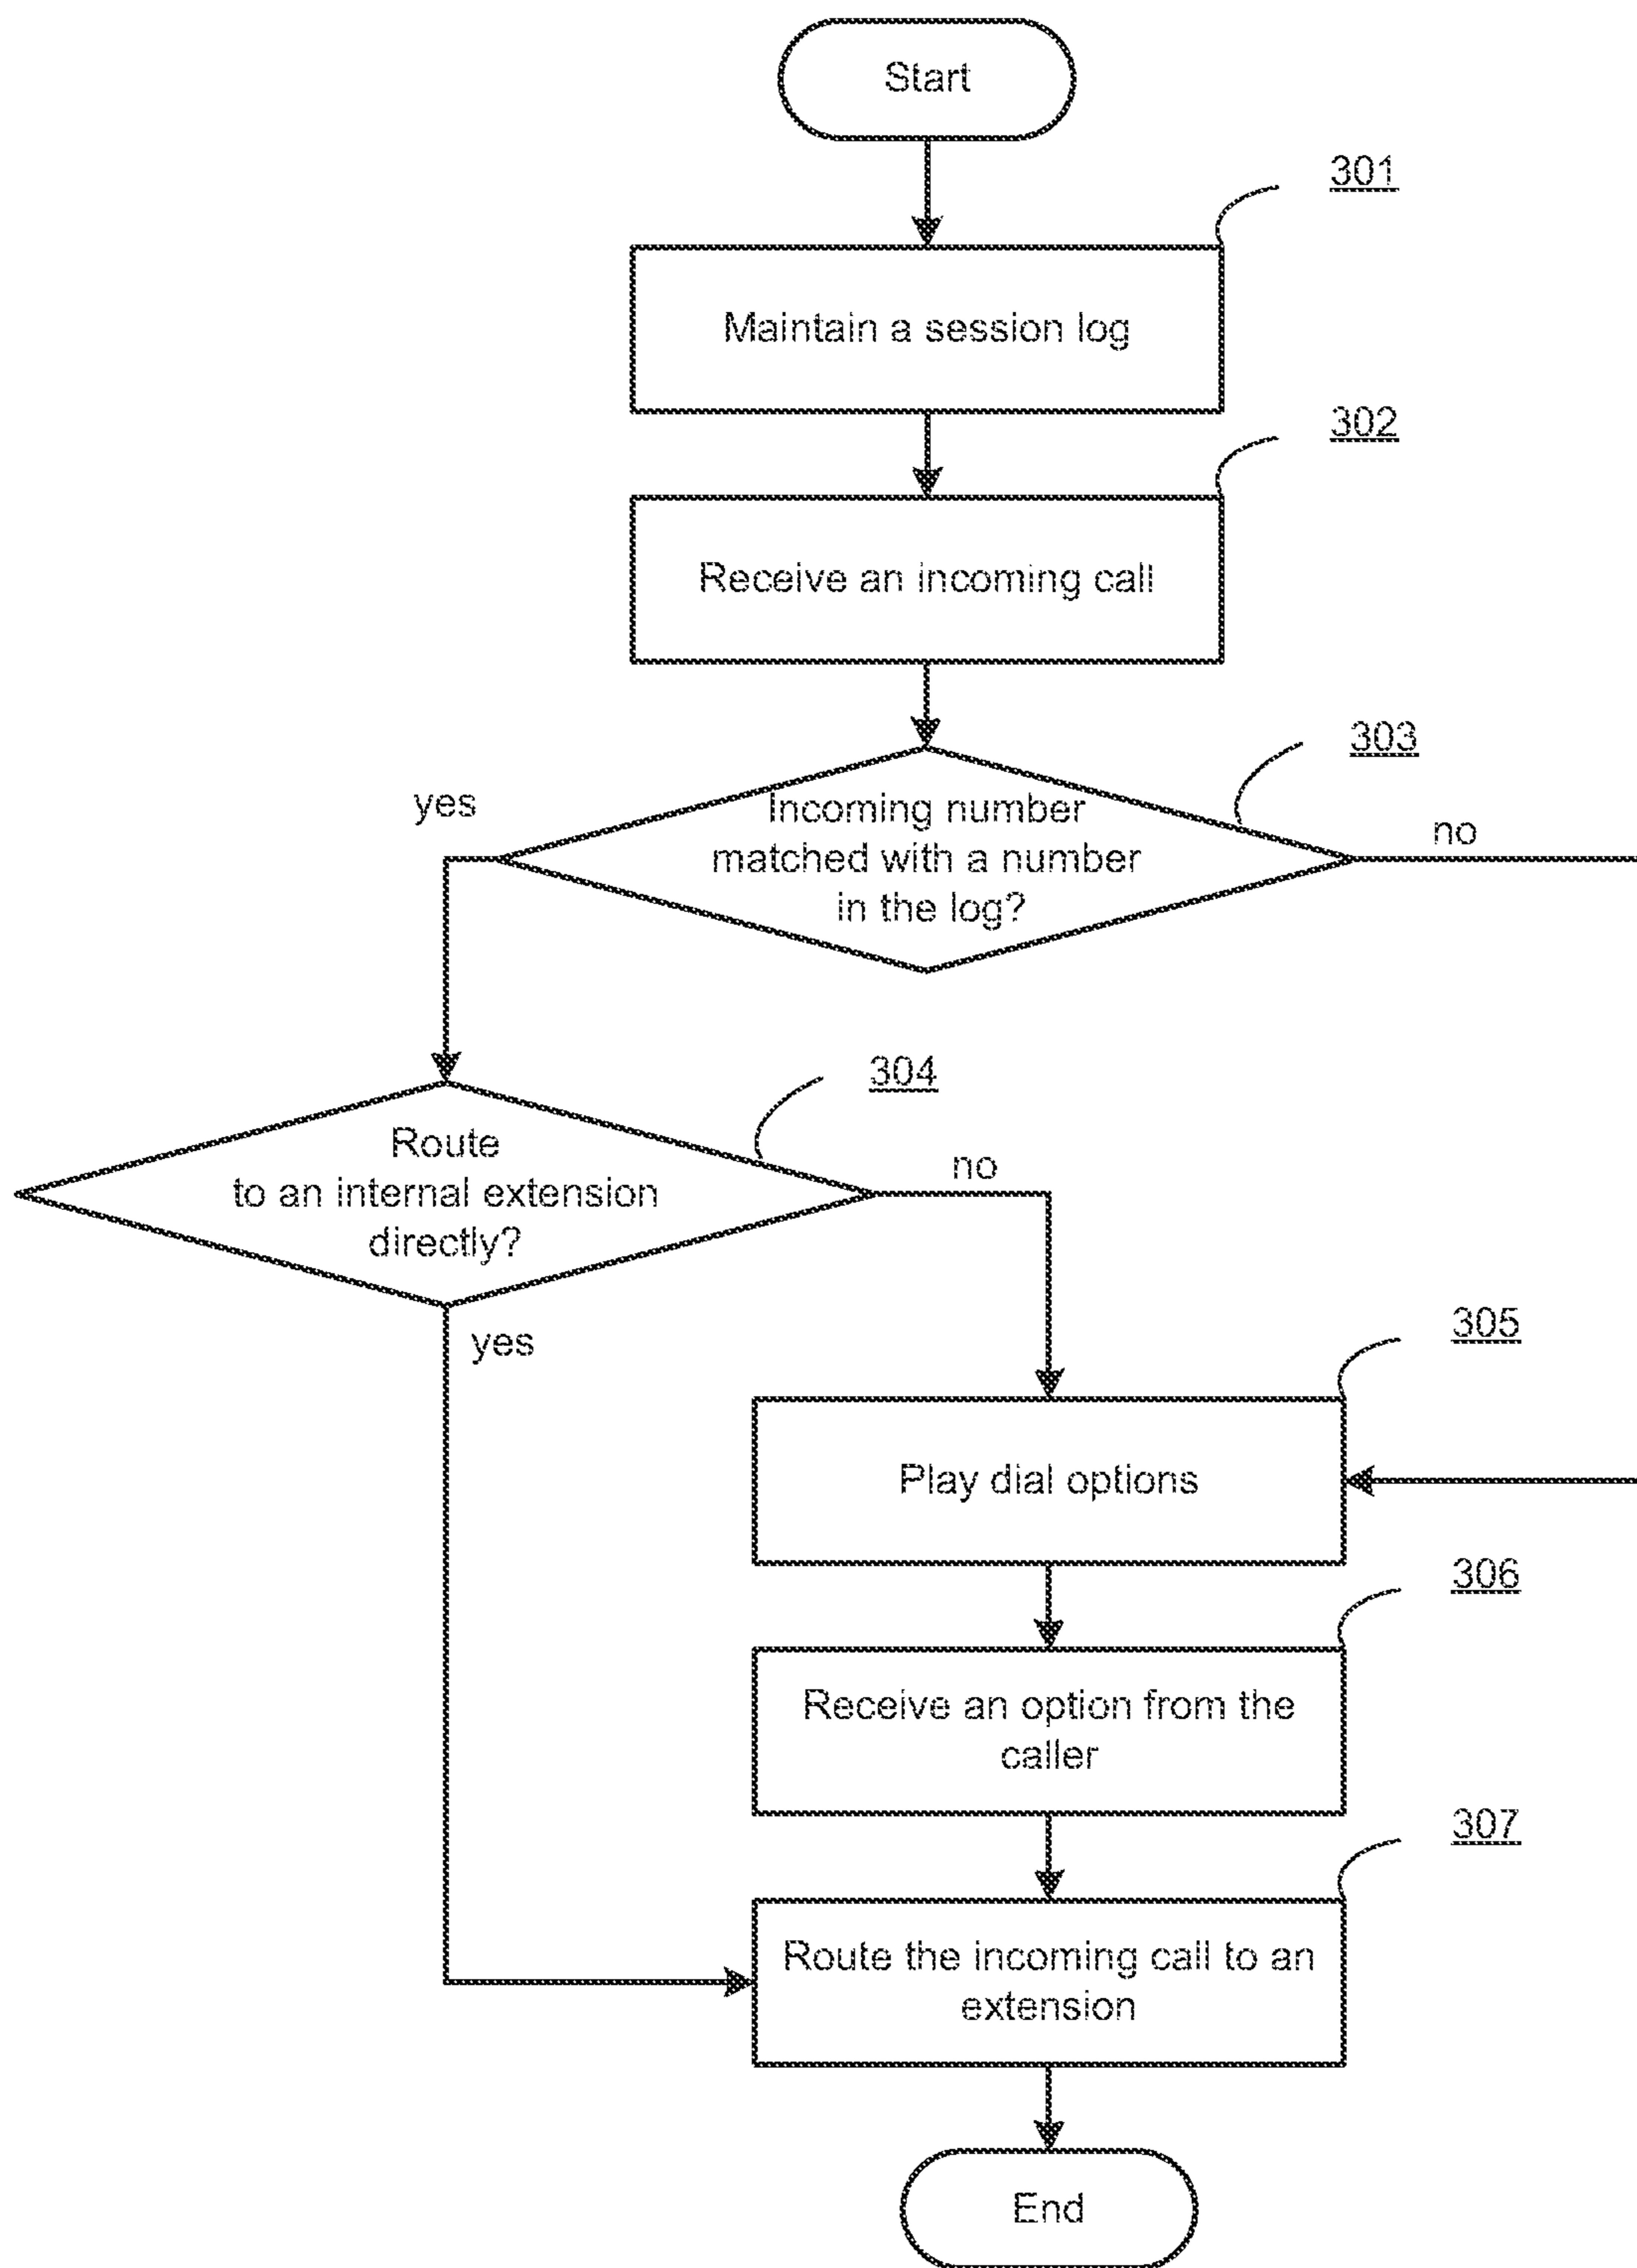 Start
301
Maintain a session log
302
Receive an incoming call
303
yes
Incoming number
matched with a number
in the log?
no
304
Route
to an internal extension
directly?
no
yes
305
Play dial options
306
Receive an option from the
caller
307
Route the incoming call to an
extension
End